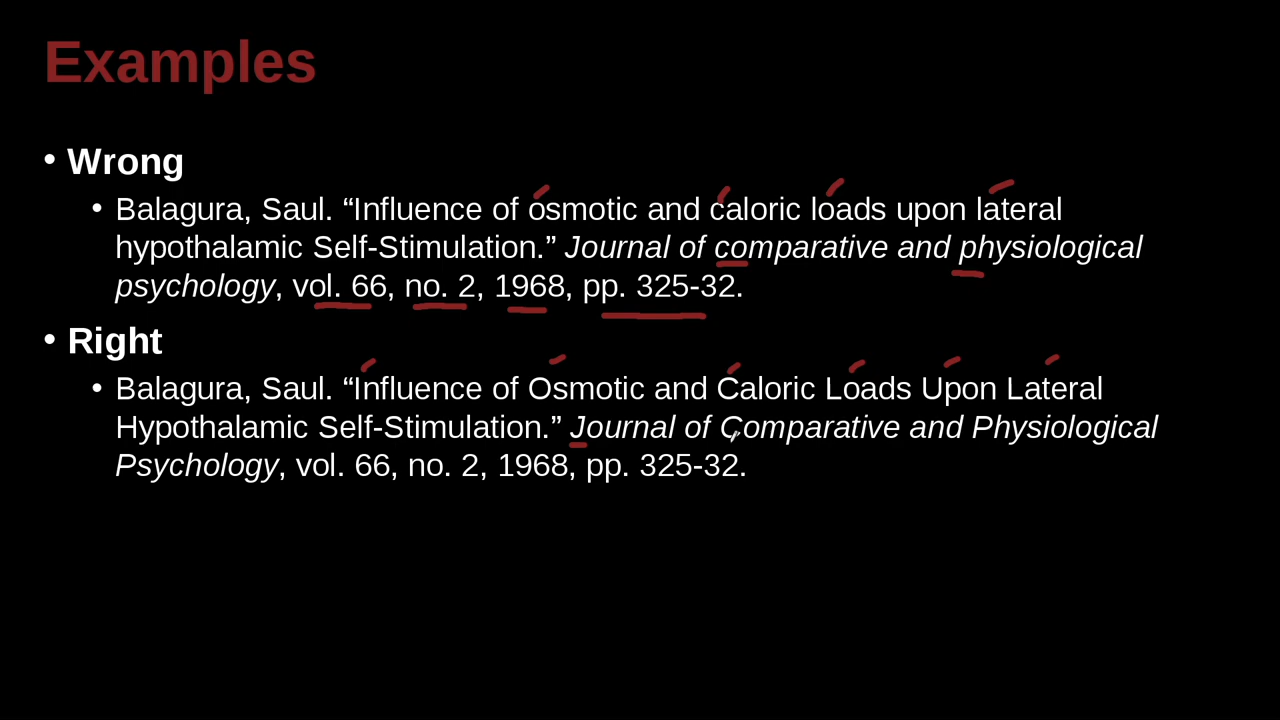 Examples
• Wrong
• Balagura, Saul. “Influence of osmotic and caloric loads upon lateral
hypothalamic Self-Stimulation.” Journal of comparative and physiological
psychology, vol. 66, no. 2, 1968, pp. 325-32.
• Right
• Balagura, Saul. “Influence of Osmotic and Caloric Loads Upon Lateral
Hypothalamic Self-Stimulation.” Journal of Comparative and Physiological
Psychology, vol. 66, no. 2, 1968, pp. 325-32.